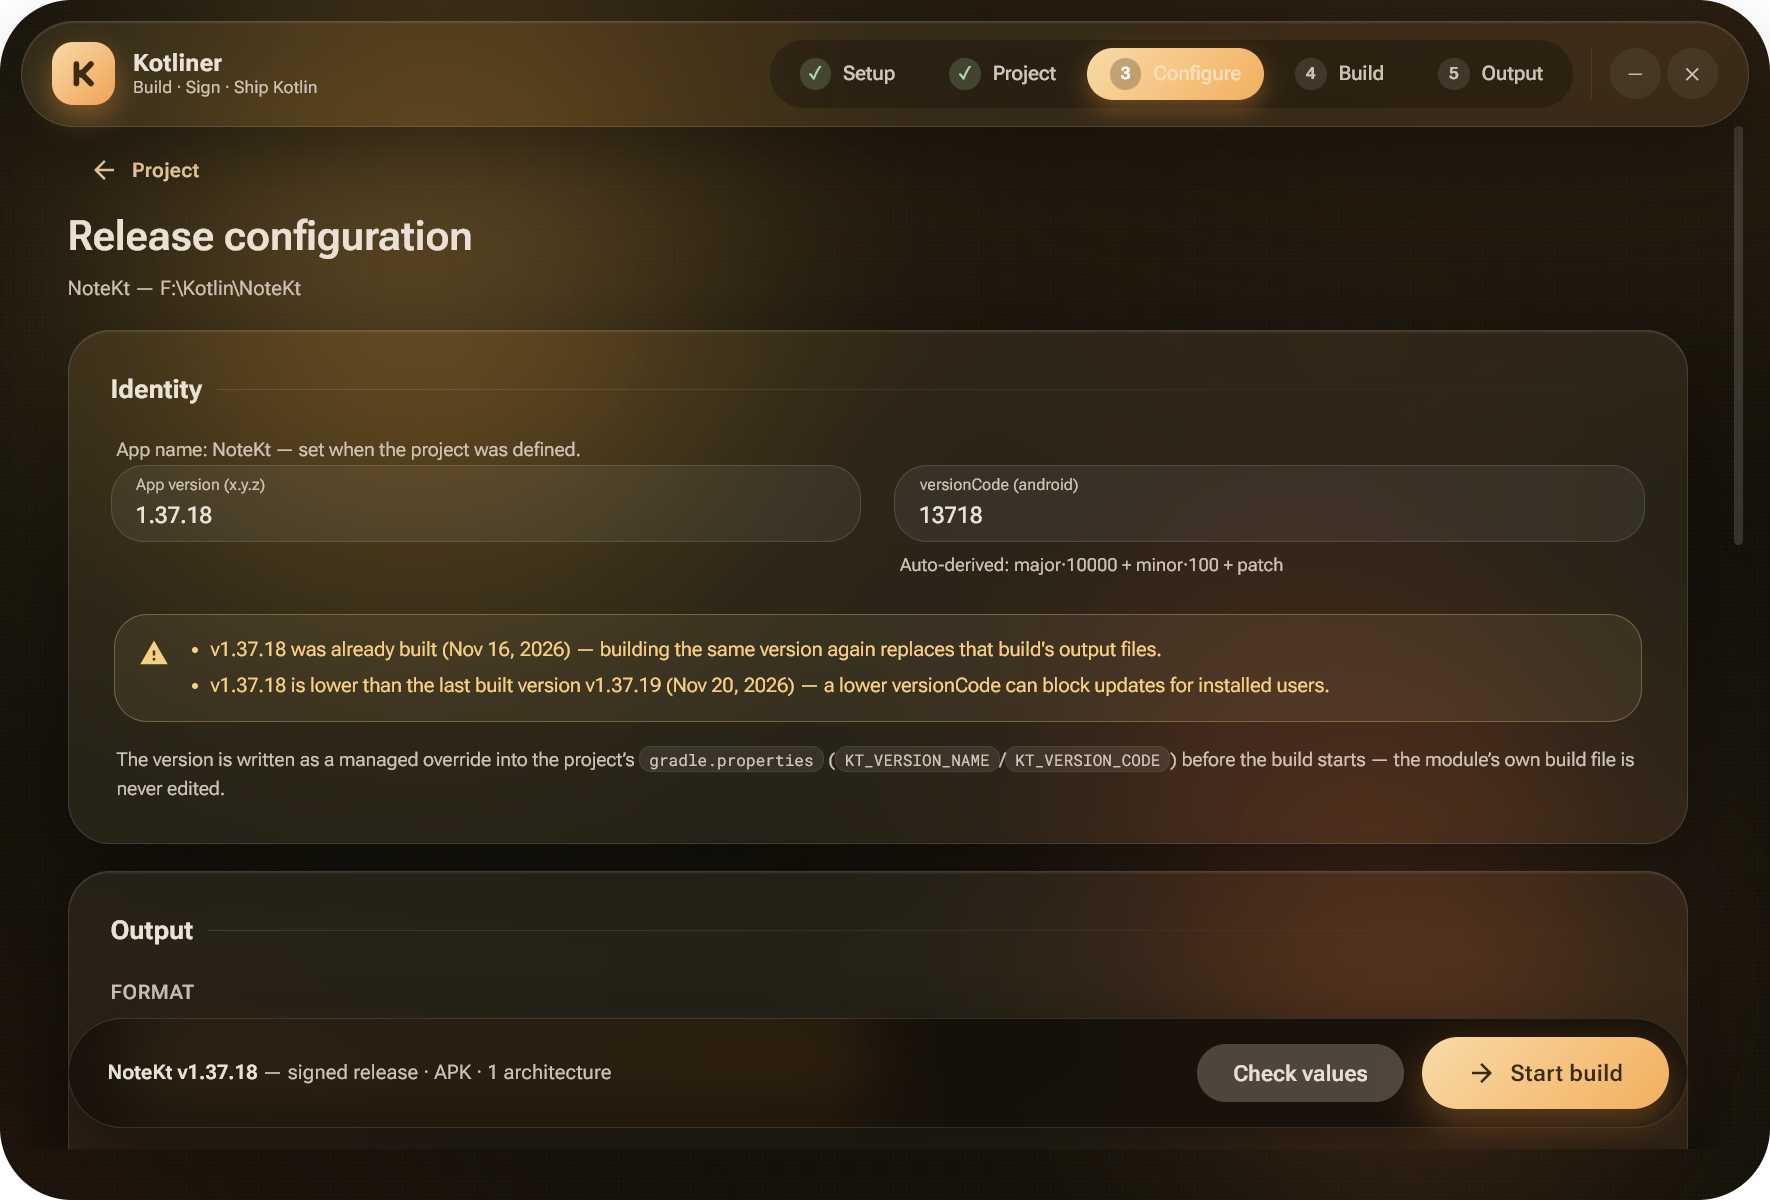 K
Kotliner
Build · Sign · Ship Kotlin
✓ Setup
✓ Project
3 Configure
4 Build
5 Output
← Project
Release configuration
NoteKt — F:\Kotlin\NoteKt
Identity
App name: NoteKt — set when the project was defined.
App version (x.y.z)
1.37.18
versionCode (android)
13718
Auto-derived: major·10000 + minor·100 + patch
• v1.37.18 was already built (Nov 16, 2026) — building the same version again replaces that build's output files.
• v1.37.18 is lower than the last built version v1.37.19 (Nov 20, 2026) — a lower versionCode can block updates for installed users.
The version is written as a managed override into the project’s gradle.properties (KT_VERSION_NAME/KT_VERSION_CODE) before the build starts — the module’s own build file is
never edited.
Output
FORMAT
NoteKt v1.37.18 — signed release · APK · 1 architecture
Check values
→ Start build